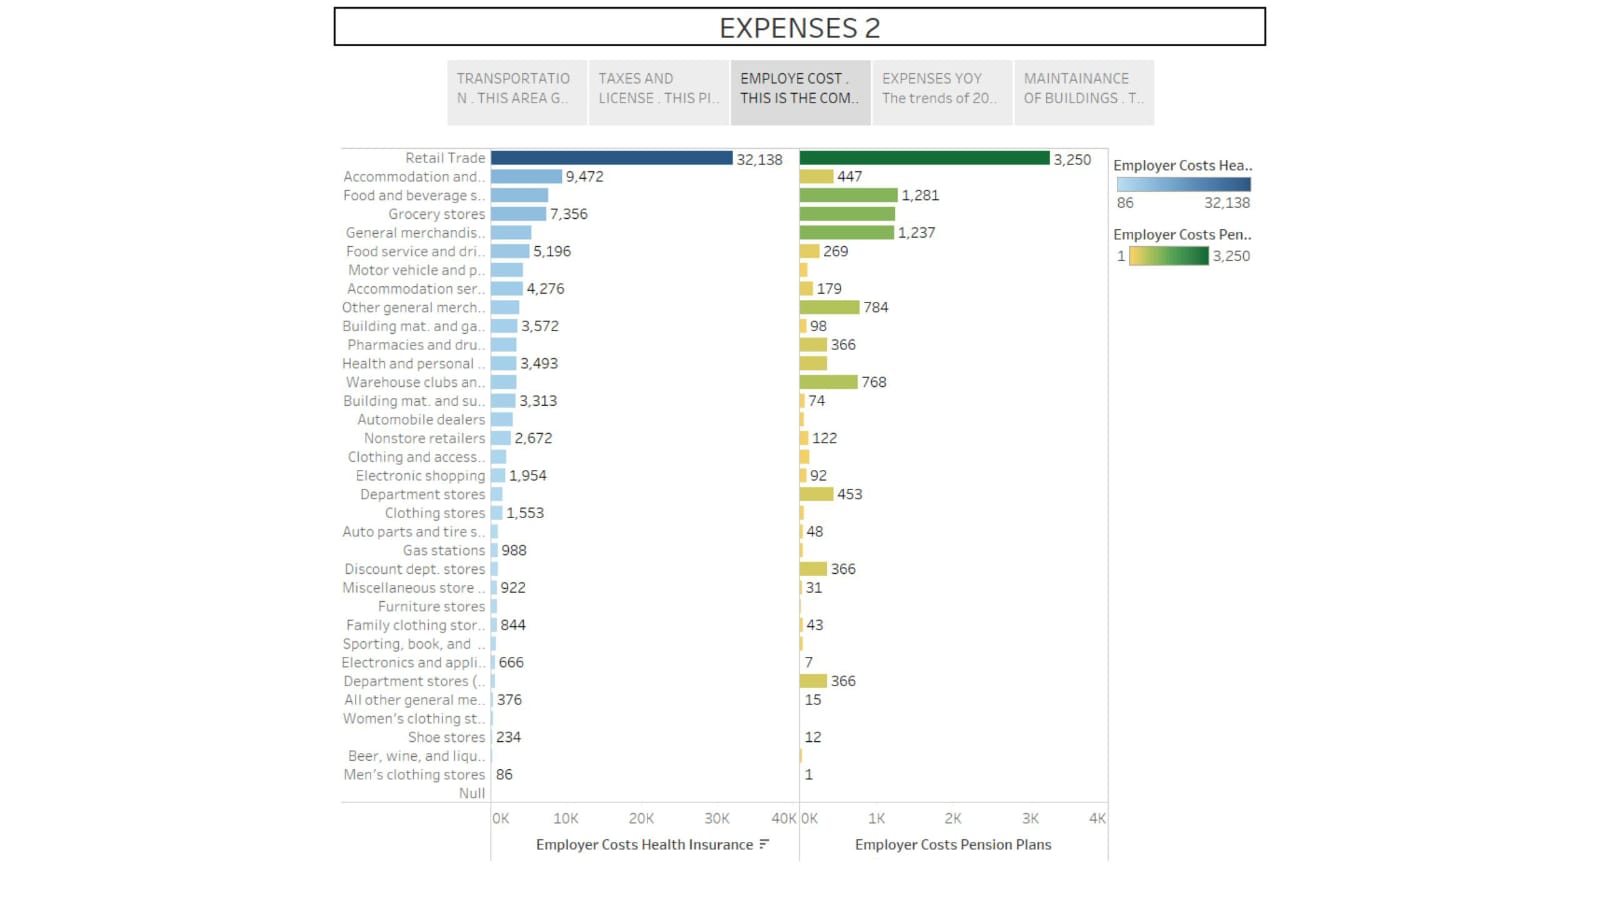 EXPENSES 2
TRANSPORTATIO
N . THIS AREA G..
TAXES AND
LICENSE . THIS PI..
EMPLOYE COST .
THIS IS THE COM..
EXPENSES YOY
The trends of 20..
MAINTAINANCE
OF BUILDINGS . T..
Retail Trade 32,138 3,250
Accommodation and.. 9,472 447
Food and beverage s.. 1,281
Grocery stores 7,356
General merchandis.. 1,237
Food service and dri.. 5,196 269
Motor vehicle and p..
Accommodation ser.. 4,276 179
Other general merch.. 784
Building mat. and ga.. 3,572 98
Pharmacies and dru.. 366
Health and personal .. 3,493
Warehouse clubs an.. 768
Building mat. and su.. 3,313 74
Automobile dealers
Nonstore retailers 2,672 122
Clothing and access..
Electronic shopping 1,954 92
Department stores 453
Clothing stores 1,553
Auto parts and tire s.. 48
Gas stations 988
Discount dept. stores 366
Miscellaneous store .. 922 31
Furniture stores
Family clothing stor.. 844 43
Sporting, book, and ..
Electronics and appli.. 666 7
Department stores (.. 366
All other general me.. 376 15
Women's clothing st..
Shoe stores 234 12
Beer, wine, and liqu..
Men's clothing stores 86 1
Null
0K 10K 20K 30K 40K 0K 1K 2K 3K 4K
Employer Costs Health Insurance Employer Costs Pension Plans
Employer Costs Hea..
86 32,138
Employer Costs Pen..
1 3,250